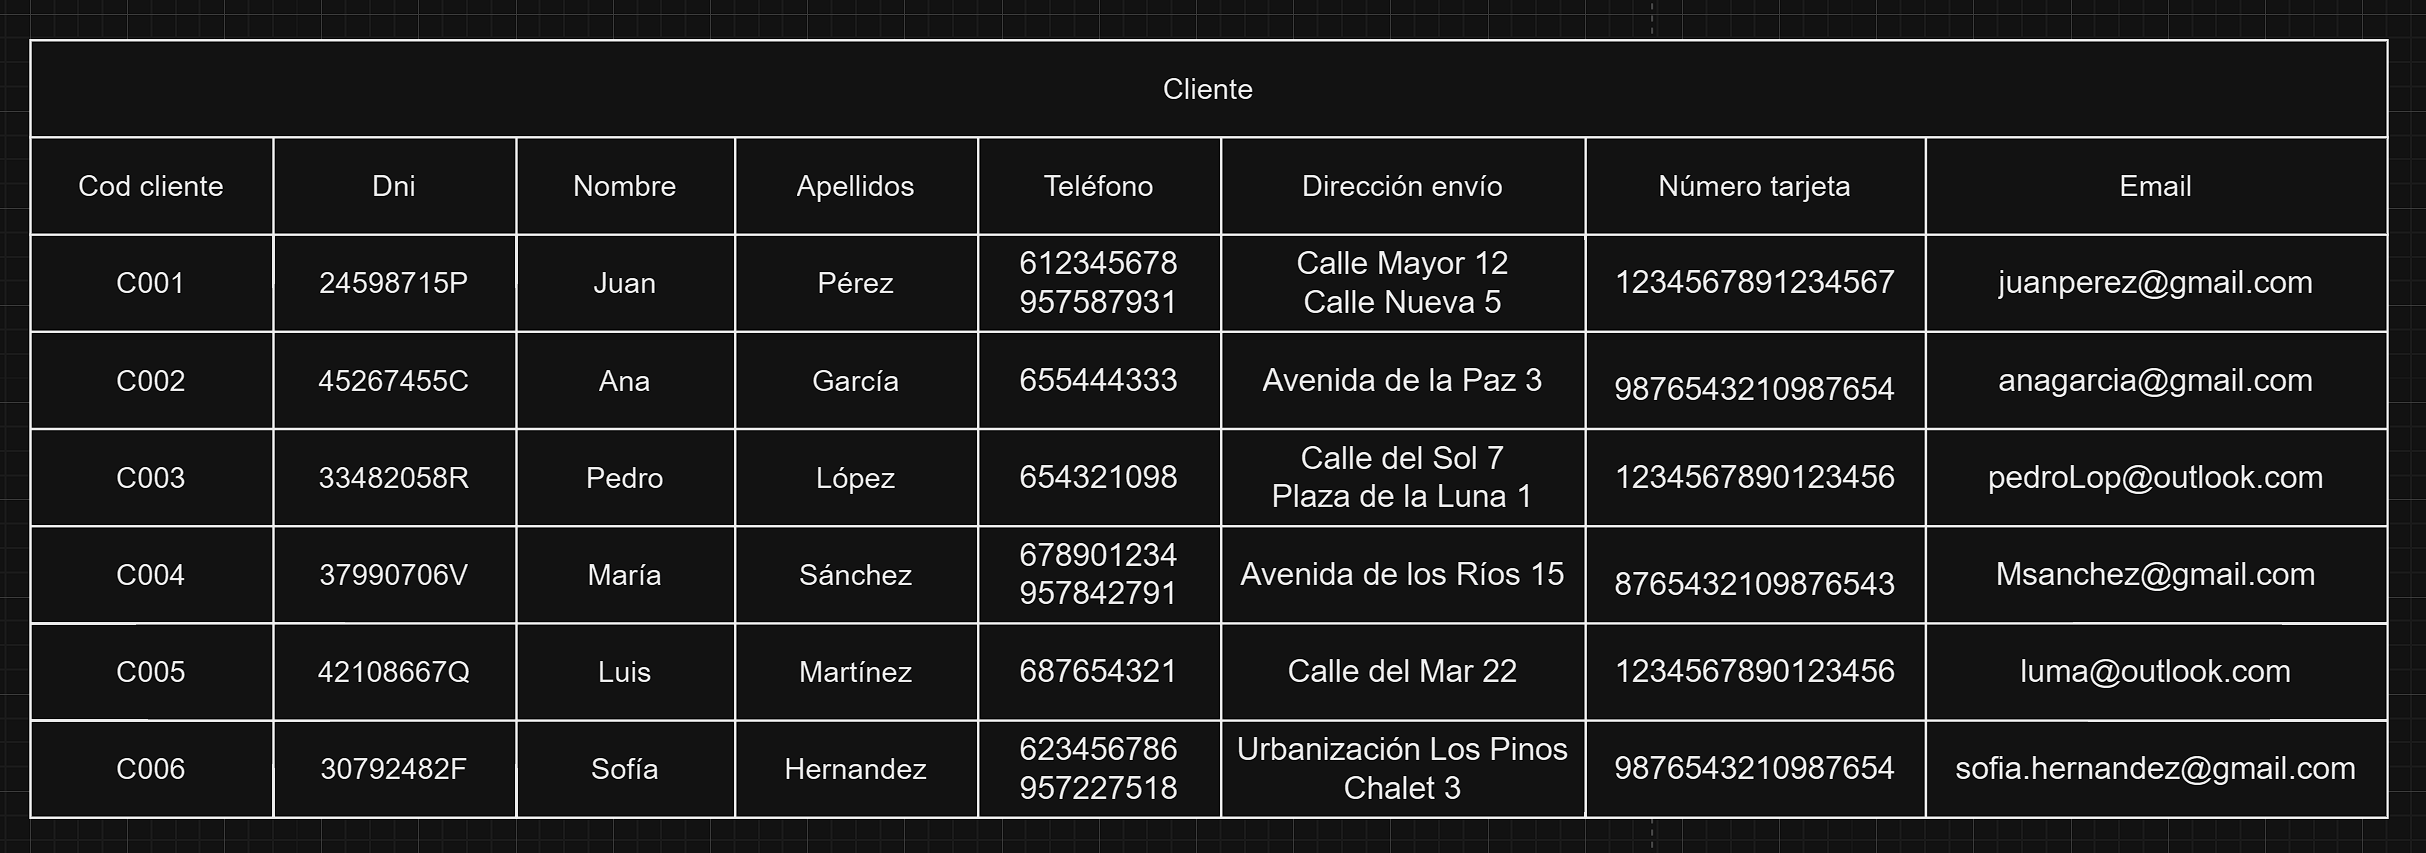 Cliente
Cod cliente Dni Nombre Apellidos Teléfono Dirección envío Número tarjeta Email
C001 24598715P Juan Pérez 612345678 957587931 Calle Mayor 12 Calle Nueva 5 1234567891234567 juanperez@gmail.com
C002 45267455C Ana García 655444333 Avenida de la Paz 3 9876543210987654 anagarcia@gmail.com
C003 33482058R Pedro López 654321098 Calle del Sol 7 Plaza de la Luna 1 1234567890123456 pedroLop@outlook.com
C004 37990706V María Sánchez 678901234 957842791 Avenida de los Ríos 15 8765432109876543 Msanchez@gmail.com
C005 42108667Q Luis Martínez 687654321 Calle del Mar 22 1234567890123456 luma@outlook.com
C006 30792482F Sofía Hernandez 623456786 957227518 Urbanización Los Pinos Chalet 3 9876543210987654 sofia.hernandez@gmail.com